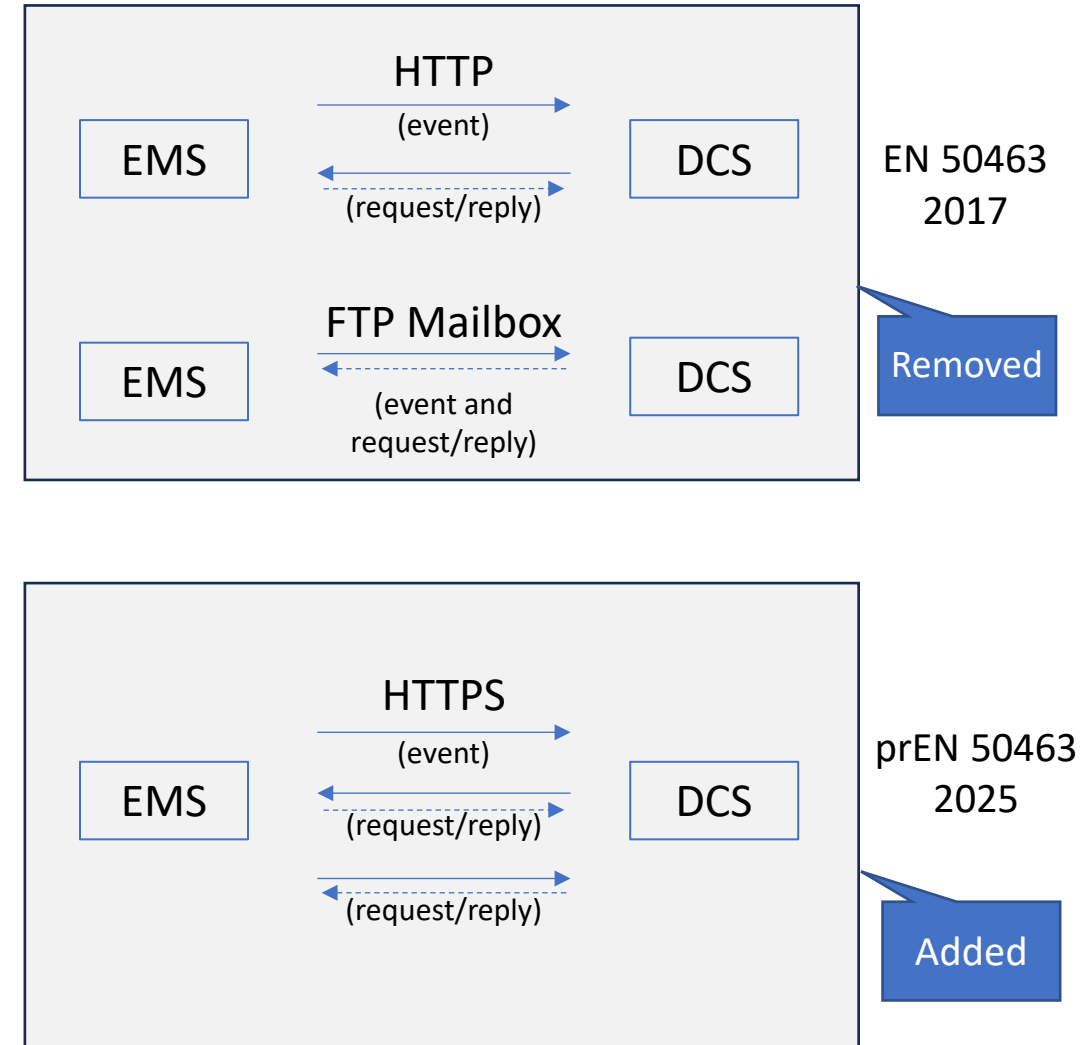 HTTP
(event)
EMS
DCS
(request/reply)
EN 50463
2017
FTP Mailbox
EMS
DCS
(event and
request/reply)
Removed
HTTPS
(event)
EMS
DCS
(request/reply)
(request/reply)
prEN 50463
2025
Added